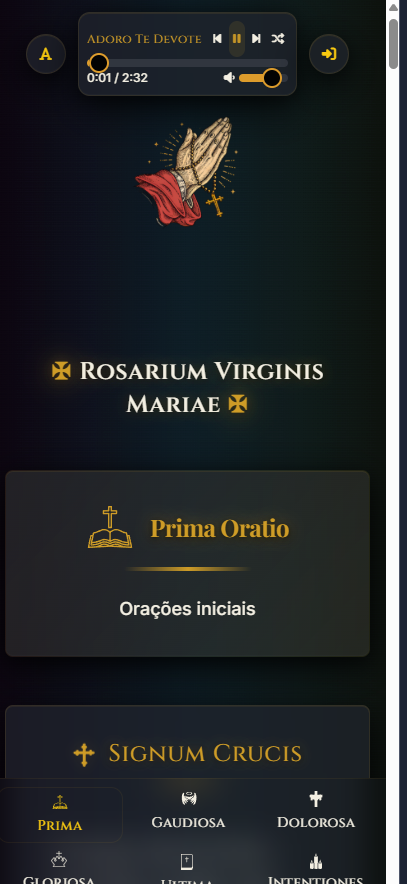 A
Adoro Te Devote
0:01 / 2:32
✠ Rosarium Virginis
Mariae ✠
Prima Oratio
Orações iniciais
Signum Crucis
Prima
Gaudiosa
Dolorosa
Gloriosa
Ultima
Intentiones